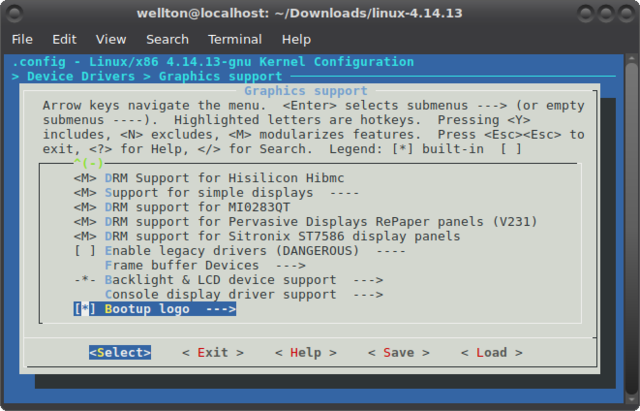 wellton@localhost: ~/Downloads/linux-4.14.13
File Edit View Search Terminal Help
.config - Linux/x86 4.14.13-gnu Kernel Configuration
> Device Drivers > Graphics support
Graphics support
Arrow keys navigate the menu. <Enter> selects submenus ---> (or empty
submenus ----). Highlighted letters are hotkeys. Pressing <Y>
includes, <N> excludes, <M> modularizes features. Press <Esc><Esc> to
exit, <?> for Help, </> for Search. Legend: [*] built-in [ ]
^(-)
<M> DRM Support for Hisilicon Hibmc
<M> Support for simple displays ----
<M> DRM support for MI0283QT
<M> DRM support for Pervasive Displays RePaper panels (V231)
<M> DRM support for Sitronix ST7586 display panels
[ ] Enable legacy drivers (DANGEROUS) ----
Frame buffer Devices --->
-*- Backlight & LCD device support --->
Console display driver support --->
[*] Bootup logo --->
<Select> < Exit > < Help > < Save > < Load >